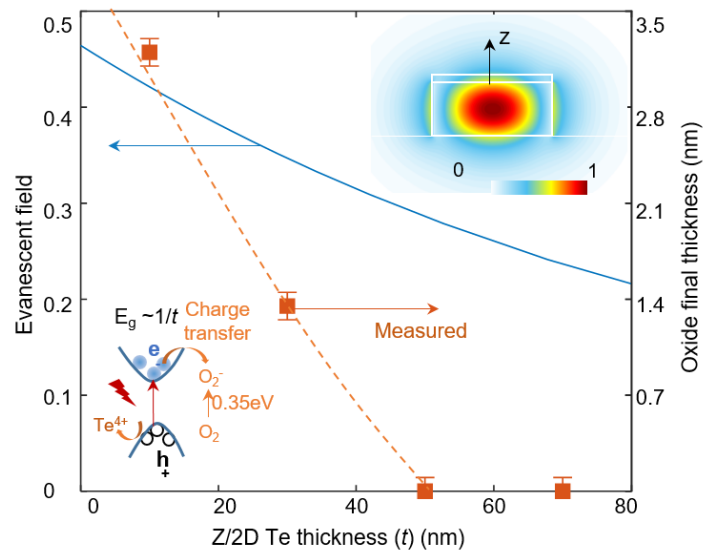 0.5
0.4
0.3
0.2
0.1
0
Evanescent field
3.5
2.8
2.1
1.4
0.7
Oxide final thickness (nm)
0
20
40
60
80
Z/2D Te thickness (t) (nm)
z
0
1
Measured
E_g ~1/t
Charge
transfer
e
O₂⁻
0.35eV
Te⁴⁺
O₂
h
+